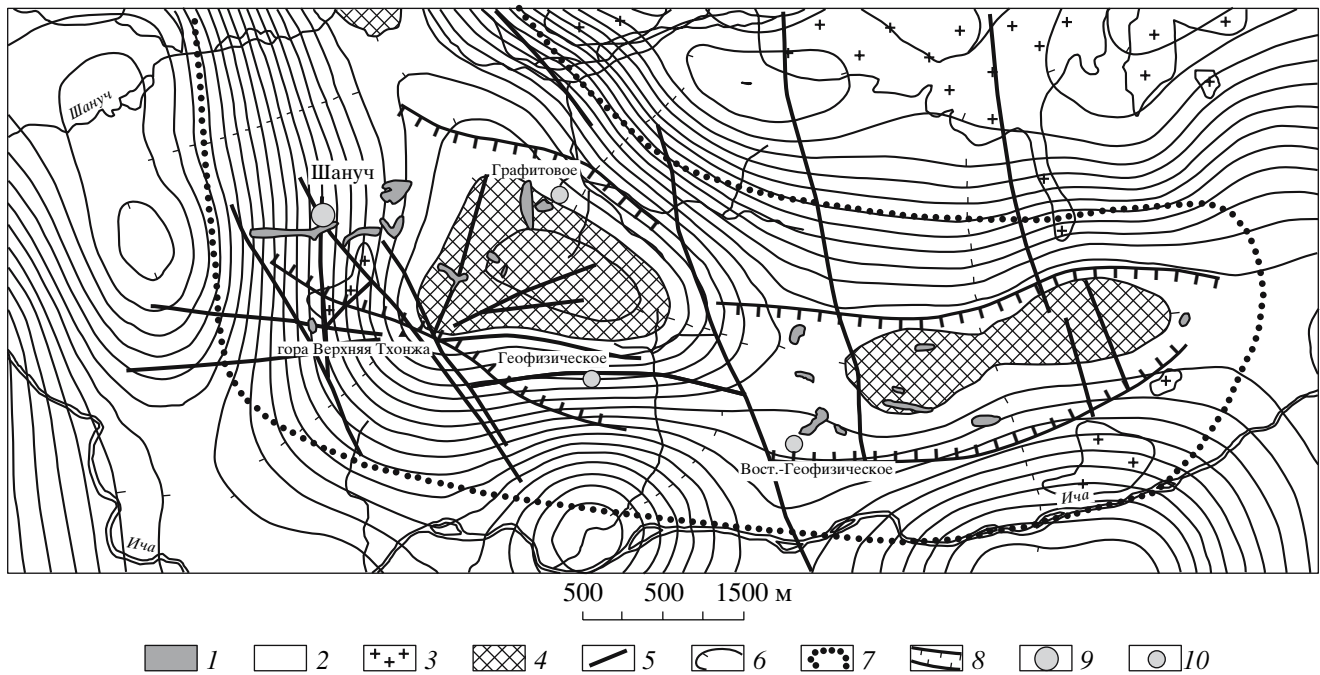 Шануч
Шануч
Графитовое
гора Верхняя Тхонжа
Геофизическое
Вост.-Геофизическое
Ича
Ича
500 500 1500 м
1 2 3 4 5 6 7 8 9 10